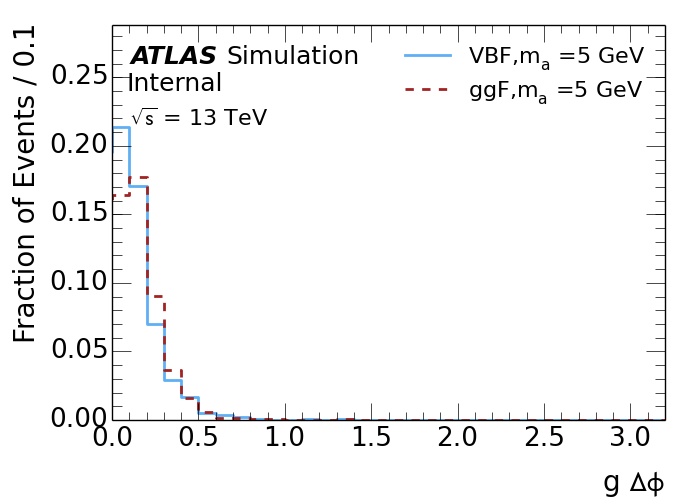 Fraction of Events / 0.1
0.25
0.20
0.15
0.10
0.05
0.00
ATLAS Simulation
Internal
√s = 13 TeV
VBF,mₐ =5 GeV
ggF,mₐ =5 GeV
0.0 0.5 1.0 1.5 2.0 2.5 3.0
g Δϕ